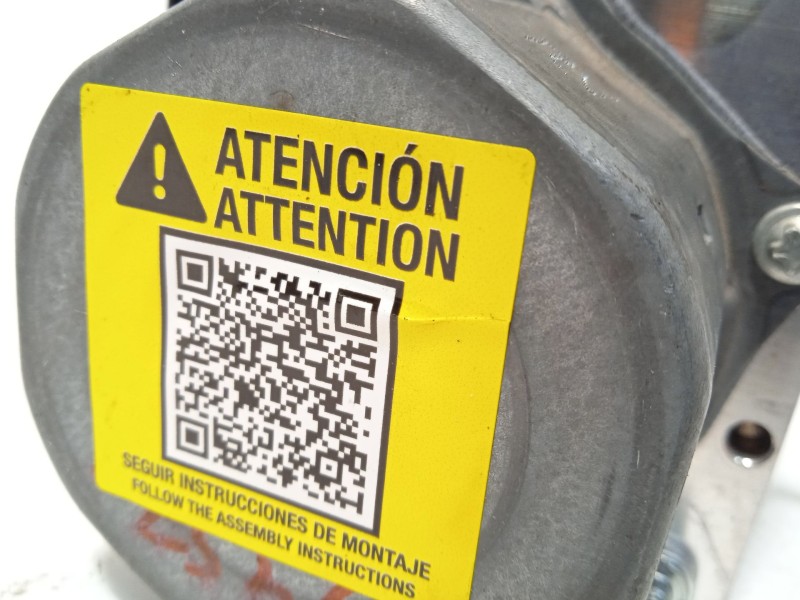 ATENCIÓN
ATTENTION
SEGUIR INSTRUCCIONES DE MONTAJE
FOLLOW THE ASSEMBLY INSTRUCTIONS